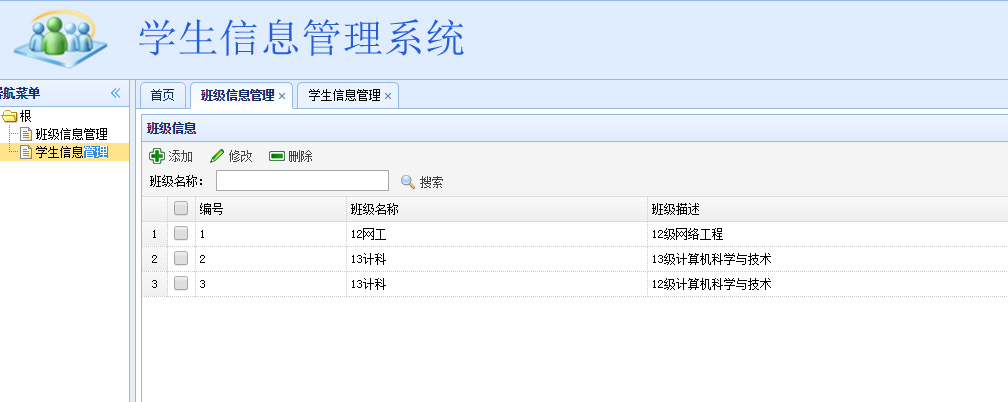 学生信息管理系统
导航菜单
根
班级信息管理
学生信息管理
首页 班级信息管理 × 学生信息管理 ×
班级信息
添加 修改 删除
班级名称： 搜索
编号 班级名称 班级描述
1 1 12网工 12级网络工程
2 2 13计科 13级计算机科学与技术
3 3 13计科 12级计算机科学与技术